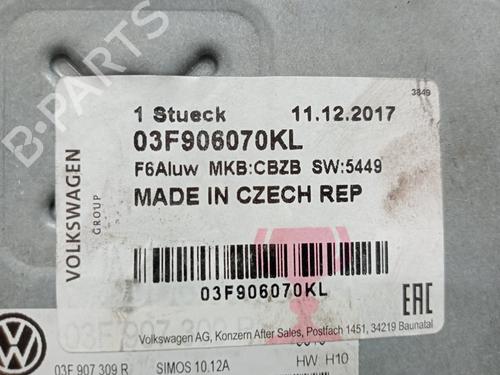 B-PARTS
3849
1 Stueck 11.12.2017
03F906070KL
F6Aluw MKB:CBZB SW:5449
MADE IN CZECH REP
VOLKSWAGEN
GROUP
03F906070KL
EAC
Volkswagen AG, Konzern After Sales, Postfach 1451, 34219 Baunatal
03F 907 309 R SIMOS 10.12A HW H10